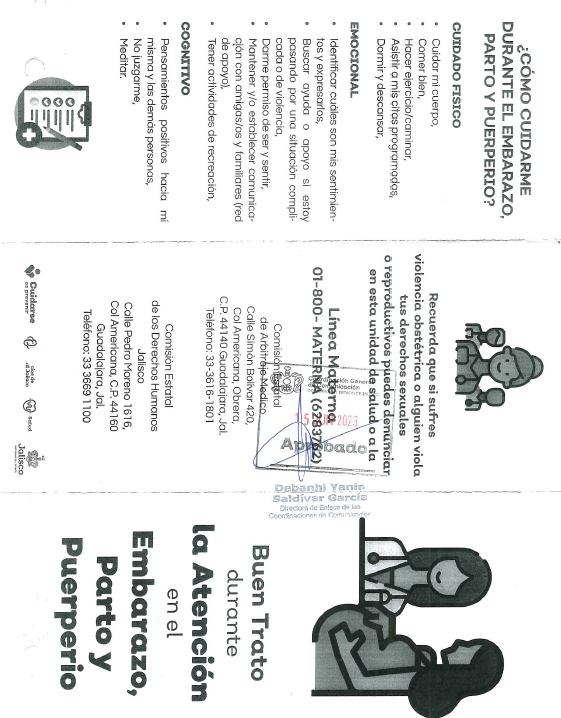 ¿CÓMO CUIDARME
DURANTE EL EMBARAZO,
PARTO Y PUERPERIO?
CUIDADO FÍSICO
• Cuidar mi cuerpo,
• Comer bien,
• Hacer ejercicio/caminar,
• Asistir a mis citas programadas,
• Dormir y descansar,
EMOCIONAL
• Identificar cuáles son mis sentimien-
tos y expresarlos,
• Buscar ayuda o apoyo si estoy
pasando por una situación compli-
cada o de violencia,
• Darme permiso de ser y sentir,
• Mantener y/o establecer comunica-
ción con amigas/os y familiares (red
de apoyo),
• Tener actividades de recreación,
COGNITIVO
• Pensamientos positivos hacia mí
misma y las demás personas,
• No juzgarme,
• Meditar.
Recuerda que si sufres
violencia obstétrica o alguien viola
tus derechos sexuales
o reproductivos puedes denunciar
en esta unidad de salud o a la
Línea Materna
01-800- MATERNA (6283762)
Comisión Estatal
de Arbitraje Médico
Calle Simón Bolívar 420,
Col Americana, Obrera,
C.P. 44140 Guadalajara, Jal.
Teléfono: 33-3616-1801
Comisión Estatal
de los Derechos Humanos
Jalisco
Calle Pedro Moreno 1616,
Col Americana, C.P. 44160
Guadalajara, Jal.
Teléfono: 33 3669 1100
2023
Aprobado
Debanhi Yanin
Saldívar García
Directora de Enlace de las
Coordinaciones de Comunicación
Cuidarse
es prevenir
Salud
Jalisco
Buen Trato
durante
la Atención
en el
Embarazo,
Parto y
Puerperio